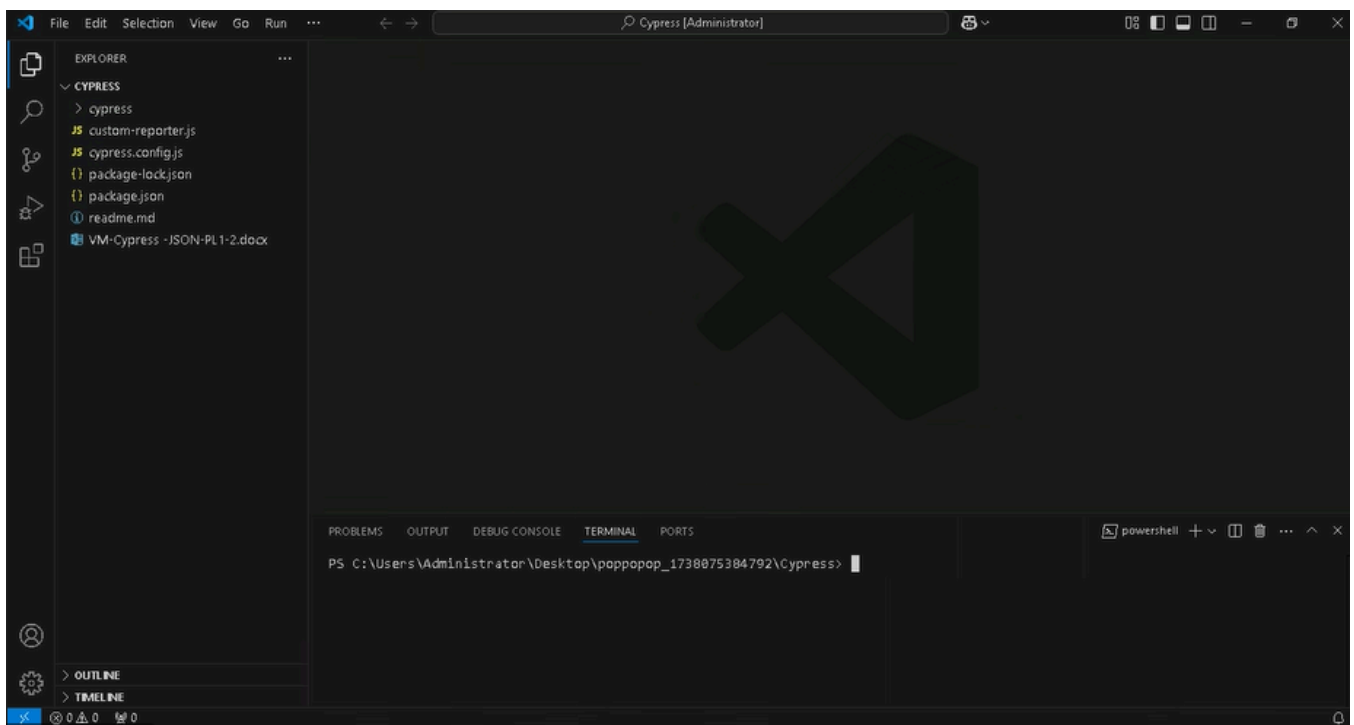 File Edit Selection View Go Run ···
Cypress [Administrator]
EXPLORER ···
CYPRESS
cypress
JS custom-reporter.js
JS cypress.config.js
{} package-lock.json
{} package.json
readme.md
VM-Cypress -JSON-PL1-2.docx
PROBLEMS OUTPUT DEBUG CONSOLE TERMINAL PORTS
powershell
PS C:\Users\Administrator\Desktop\poppopop_1738075384792\Cypress>
OUTLINE
TIMELINE
0 0 0